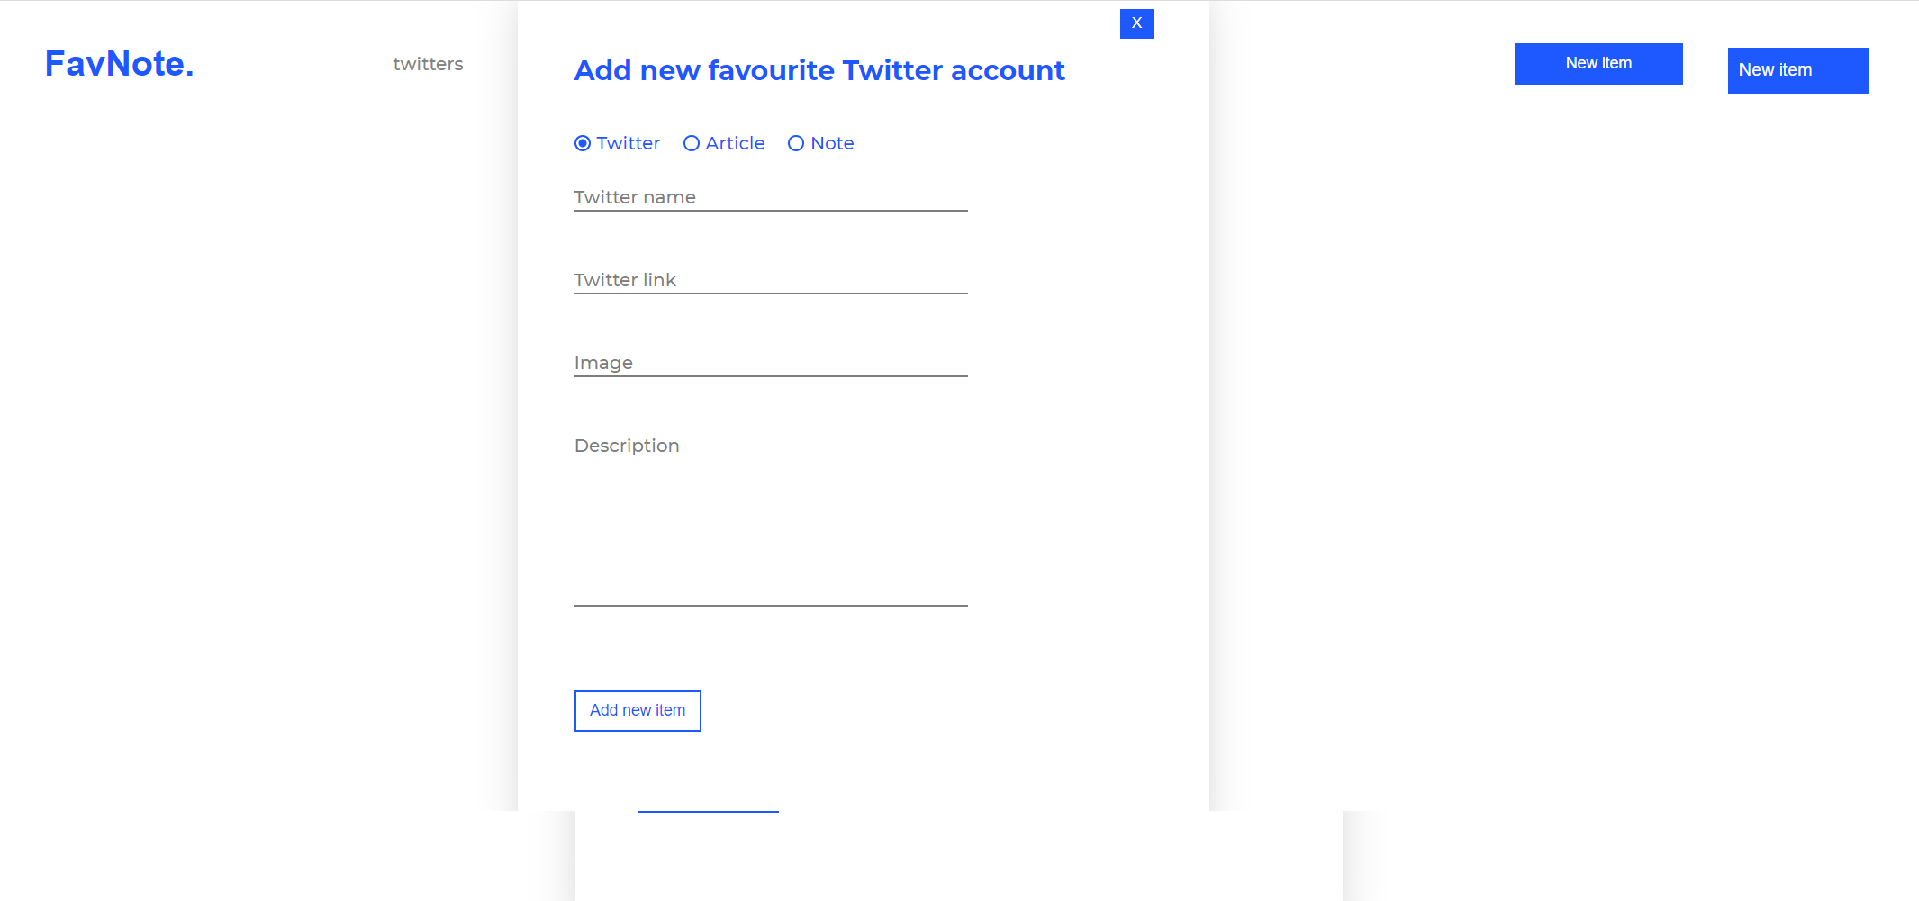 X
FavNote.
twitters
Add new favourite Twitter account
New item
New item
Twitter Article Note
Twitter name
Twitter link
Image
Description
Add new item